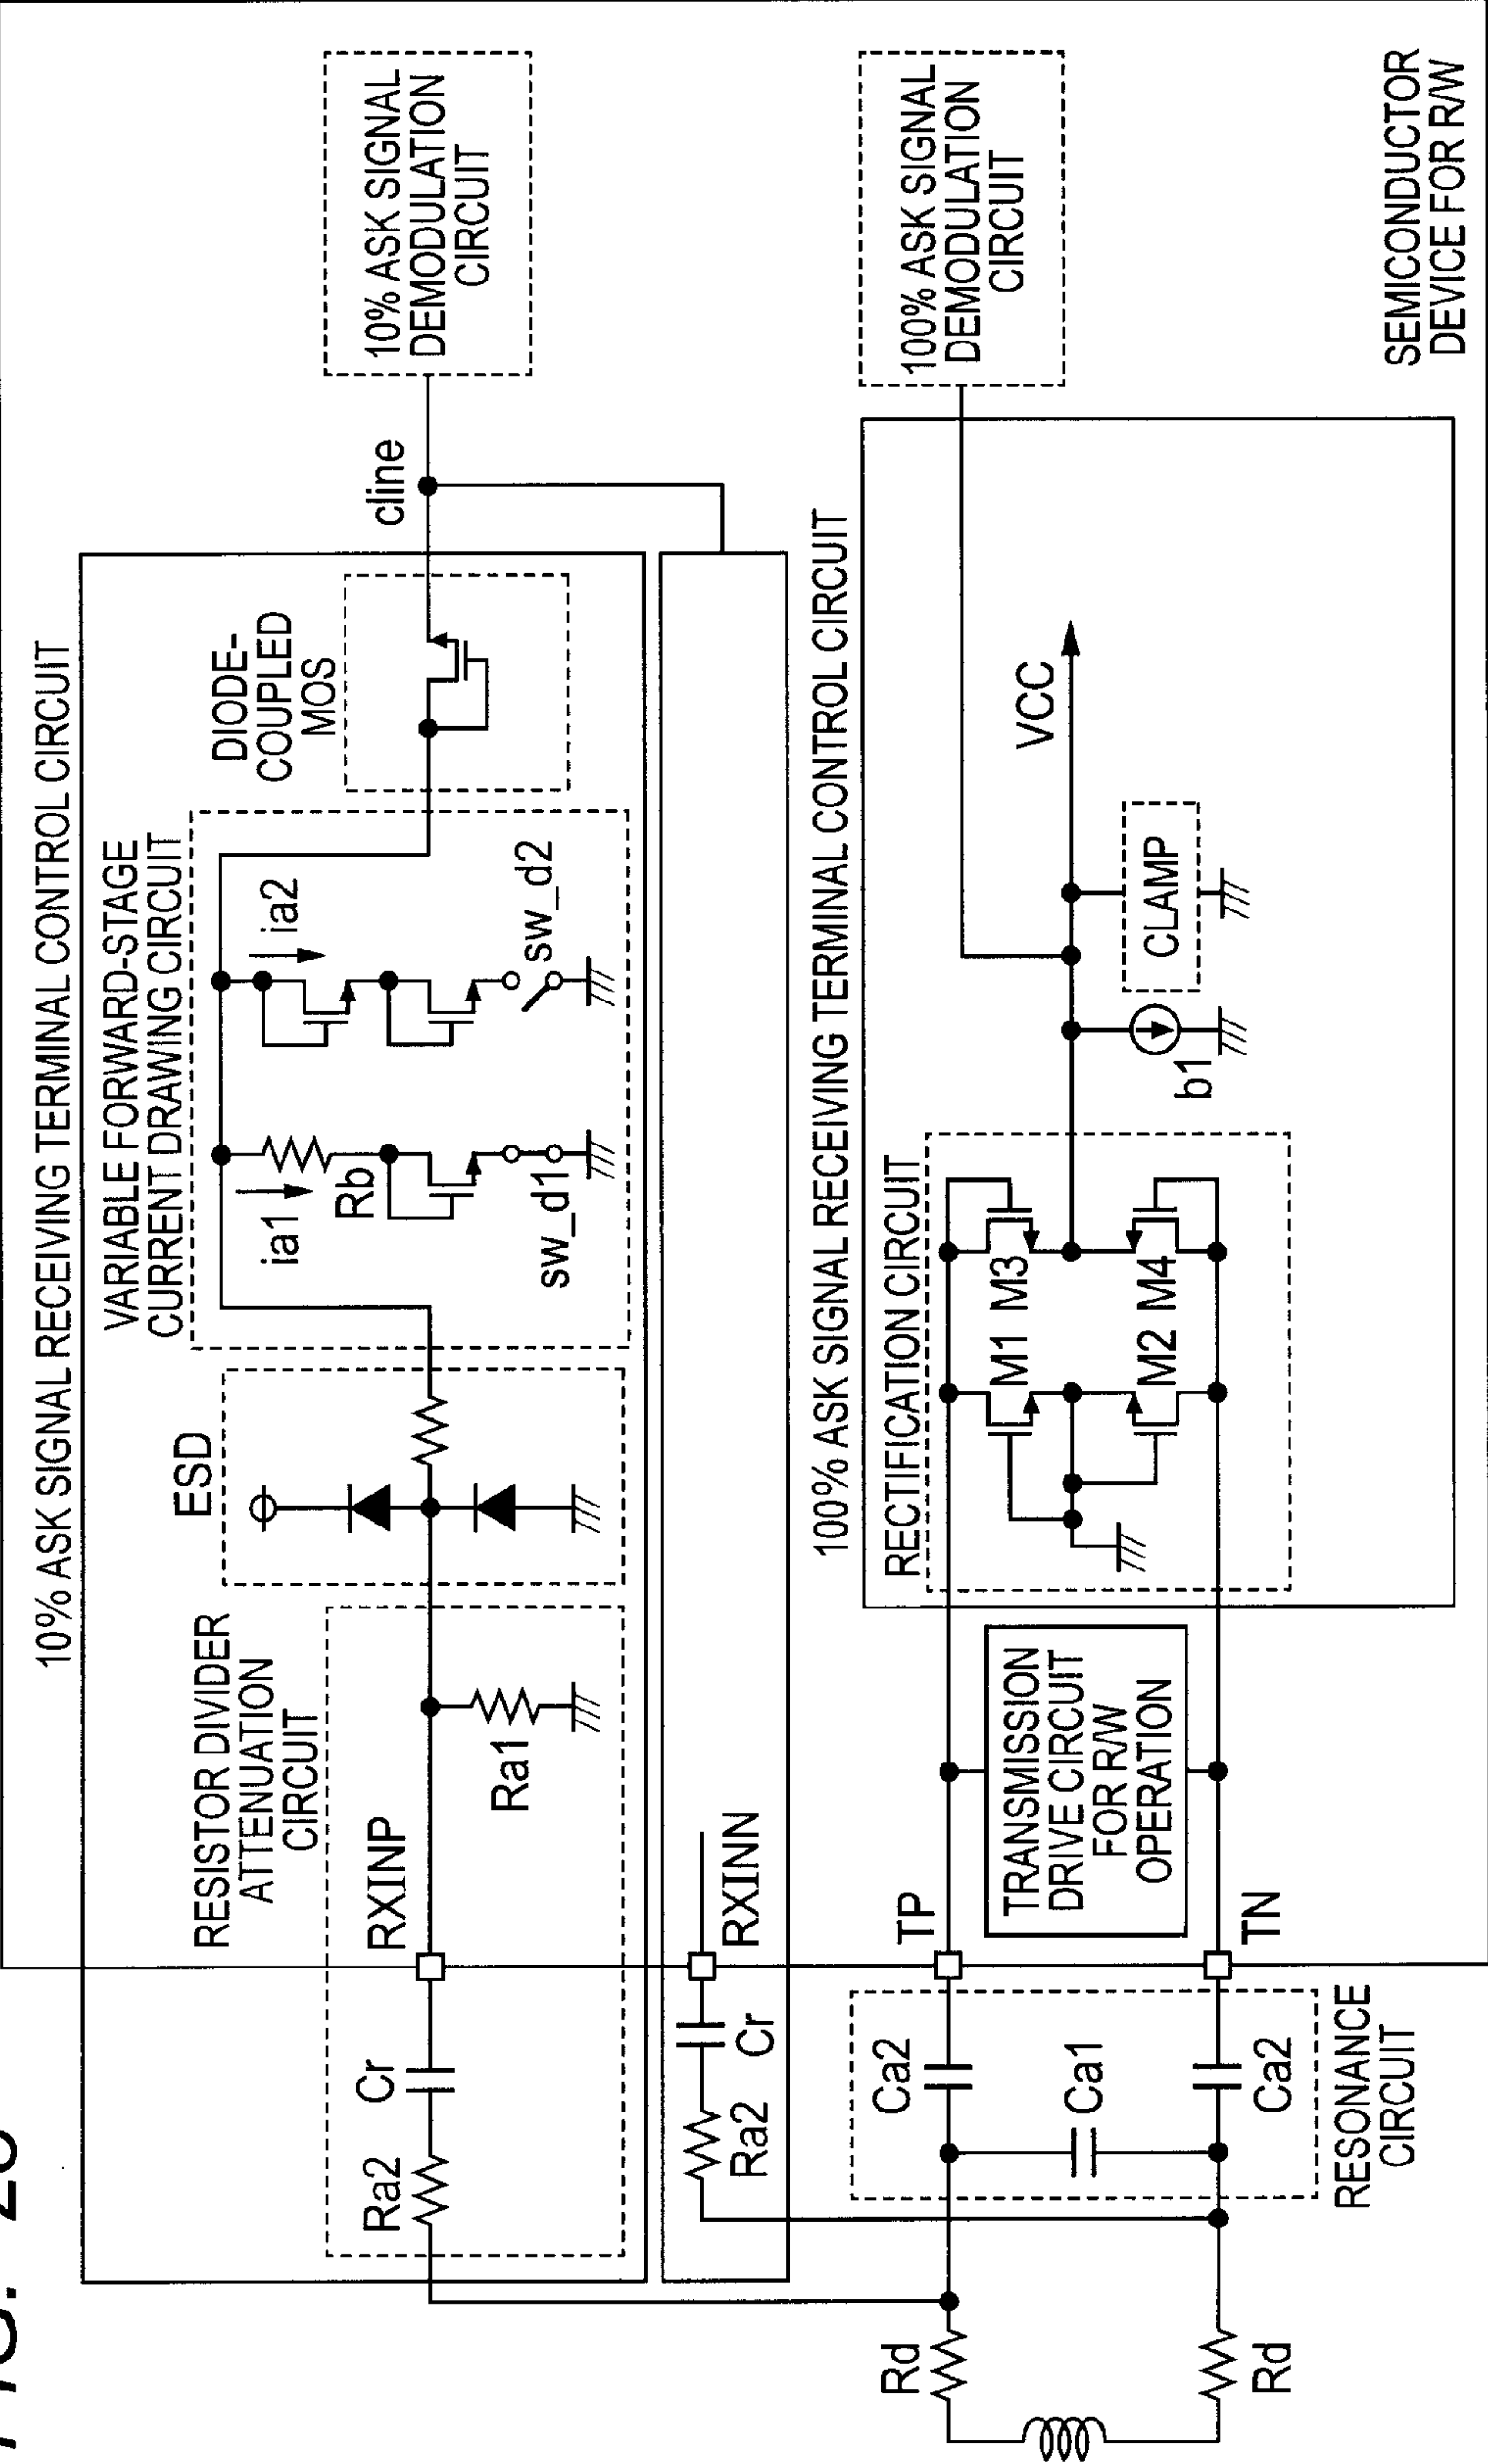 10% ASK SIGNAL RECEIVING TERMINAL CONTROL CIRCUIT
RESISTOR DIVIDER
ATTENUATION
CIRCUIT
ESD
VARIABLE FORWARD-STAGE
CURRENT DRAWING CIRCUIT
DIODE-
COUPLED
MOS
cline
10% ASK SIGNAL
DEMODULATION
CIRCUIT
Ra2
Cr
RXINP
Ra1
ia1
Rb
sw_d1
ia2
sw_d2
Ra2
Cr
RXINN
100% ASK SIGNAL RECEIVING TERMINAL CONTROL CIRCUIT
RECTIFICATION CIRCUIT
M1
M3
M2
M4
b1
CLAMP
VCC
100% ASK SIGNAL
DEMODULATION
CIRCUIT
TP
TRANSMISSION
DRIVE CIRCUIT
FOR R/W
OPERATION
TN
Rd
Rd
Ca2
Ca1
Ca2
RESONANCE
CIRCUIT
SEMICONDUCTOR
DEVICE FOR R/W